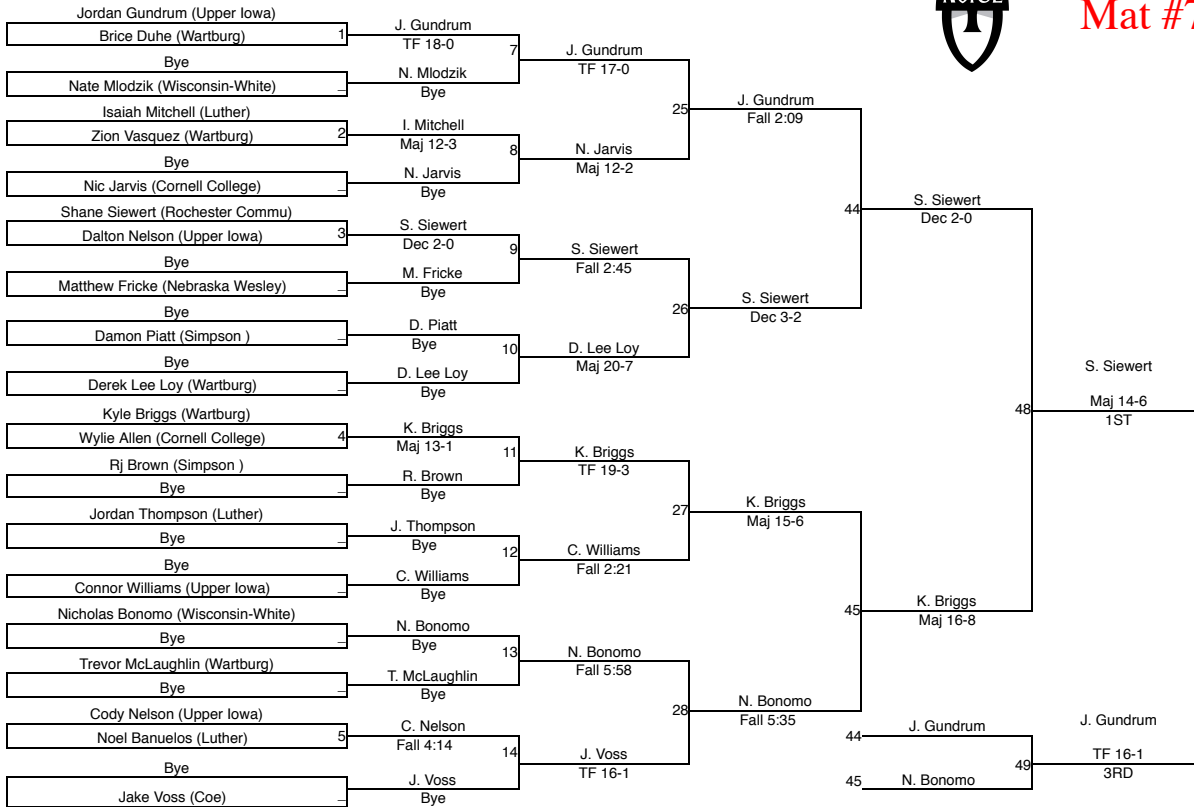 Mat #7
Jordan Gundrum (Upper Iowa)
Brice Duhe (Wartburg)
1
Bye
Nate Mlodzik (Wisconsin-White)
_
Isaiah Mitchell (Luther)
Zion Vasquez (Wartburg)
2
Bye
Nic Jarvis (Cornell College)
_
Shane Siewert (Rochester Commu)
Dalton Nelson (Upper Iowa)
3
Bye
Matthew Fricke (Nebraska Wesley)
_
Bye
Damon Piatt (Simpson )
_
Bye
Derek Lee Loy (Wartburg)
_
Kyle Briggs (Wartburg)
Wylie Allen (Cornell College)
4
Rj Brown (Simpson )
Bye
_
Jordan Thompson (Luther)
Bye
_
Bye
Connor Williams (Upper Iowa)
_
Nicholas Bonomo (Wisconsin-White)
Bye
_
Trevor McLaughlin (Wartburg)
Bye
_
Cody Nelson (Upper Iowa)
Noel Banuelos (Luther)
5
Bye
Jake Voss (Coe)
_
J. Gundrum
TF 18-0
7
N. Mlodzik
Bye
I. Mitchell
Maj 12-3
8
N. Jarvis
Bye
S. Siewert
Dec 2-0
9
M. Fricke
Bye
D. Piatt
Bye
10
D. Lee Loy
Bye
K. Briggs
Maj 13-1
11
R. Brown
Bye
J. Thompson
Bye
12
C. Williams
Bye
N. Bonomo
Bye
13
T. McLaughlin
Bye
C. Nelson
Fall 4:14
14
J. Voss
Bye
J. Gundrum
TF 17-0
25
N. Jarvis
Maj 12-2
S. Siewert
Fall 2:45
26
D. Lee Loy
Maj 20-7
K. Briggs
TF 19-3
27
C. Williams
Fall 2:21
N. Bonomo
Fall 5:58
28
J. Voss
TF 16-1
J. Gundrum
Fall 2:09
44
S. Siewert
Dec 3-2
K. Briggs
Maj 15-6
45
N. Bonomo
Fall 5:35
S. Siewert
Dec 2-0
48
K. Briggs
Maj 16-8
S. Siewert
Maj 14-6
1ST
44
J. Gundrum
49
45
N. Bonomo
J. Gundrum
TF 16-1
3RD